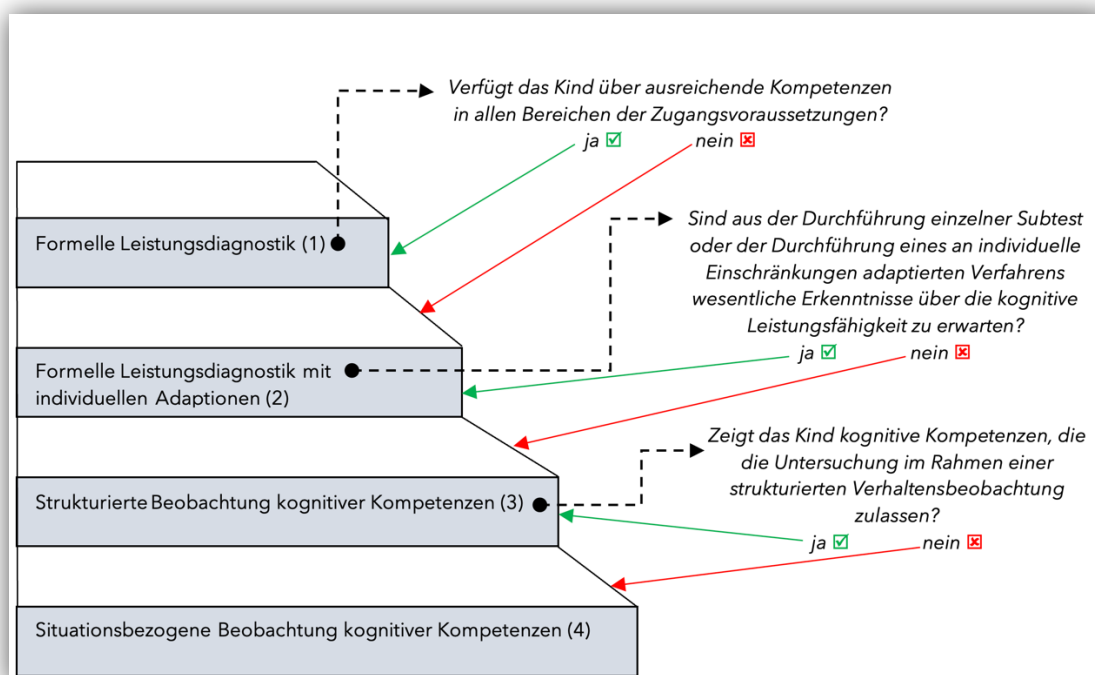 Verfügt das Kind über ausreichende Kompetenzen
in allen Bereichen der Zugangsvoraussetzungen?
ja ☑ nein ☒
Formelle Leistungsdiagnostik (1)
Sind aus der Durchführung einzelner Subtest
oder der Durchführung eines an individuelle
Einschränkungen adaptierten Verfahrens
wesentliche Erkenntnisse über die kognitive
Leistungsfähigkeit zu erwarten?
ja ☑ nein ☒
Formelle Leistungsdiagnostik mit
individuellen Adaptionen (2)
Zeigt das Kind kognitive Kompetenzen, die
die Untersuchung im Rahmen einer
strukturierten Verhaltensbeobachtung
zulassen?
ja ☑ nein ☒
Strukturierte Beobachtung kognitiver Kompetenzen (3)
Situationsbezogene Beobachtung kognitiver Kompetenzen (4)